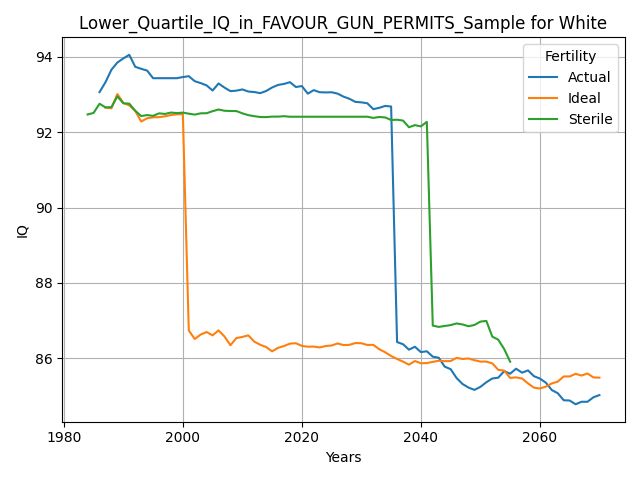 Lower_Quartile_IQ_in_FAVOUR_GUN_PERMITS_Sample for White
Fertility
Actual
Ideal
Sterile
IQ
94
92
90
88
86
1980
2000
2020
2040
2060
Years